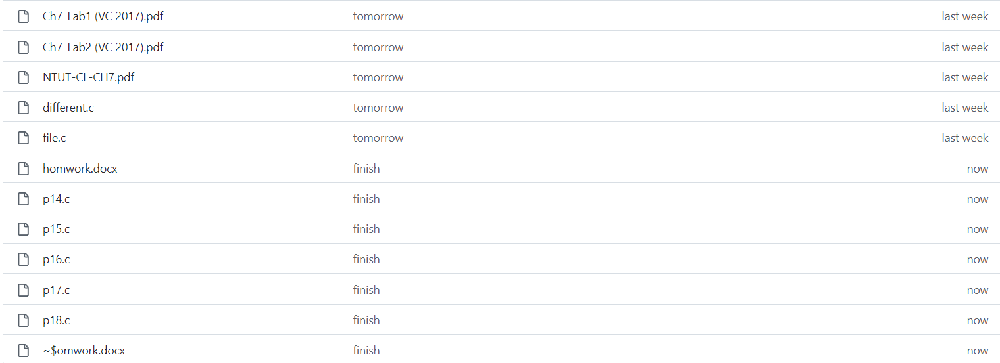 Ch7_Lab1 (VC 2017).pdf tomorrow last week
Ch7_Lab2 (VC 2017).pdf tomorrow last week
NTUT-CL-CH7.pdf tomorrow last week
different.c tomorrow last week
file.c tomorrow last week
homwork.docx finish now
p14.c finish now
p15.c finish now
p16.c finish now
p17.c finish now
p18.c finish now
~$omwork.docx finish now